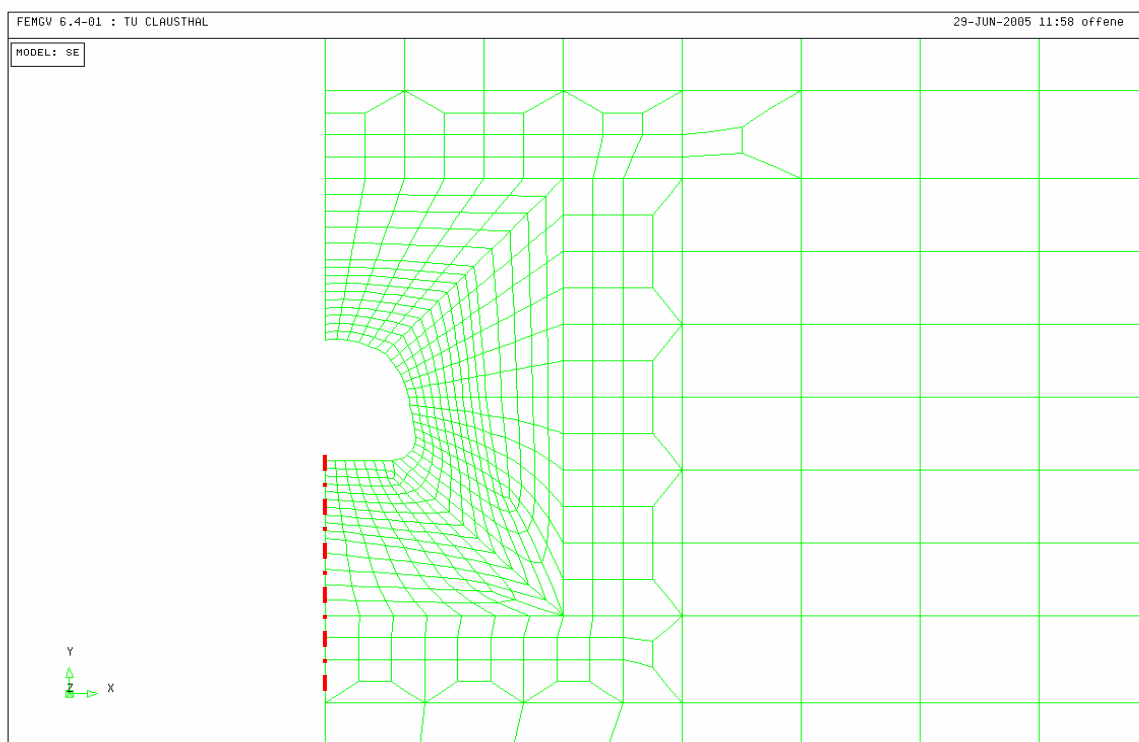 FEMGV 6.4-01 : TU CLAUSTHAL
29-JUN-2005 11:58 offene
MODEL: SE
Y
Z X